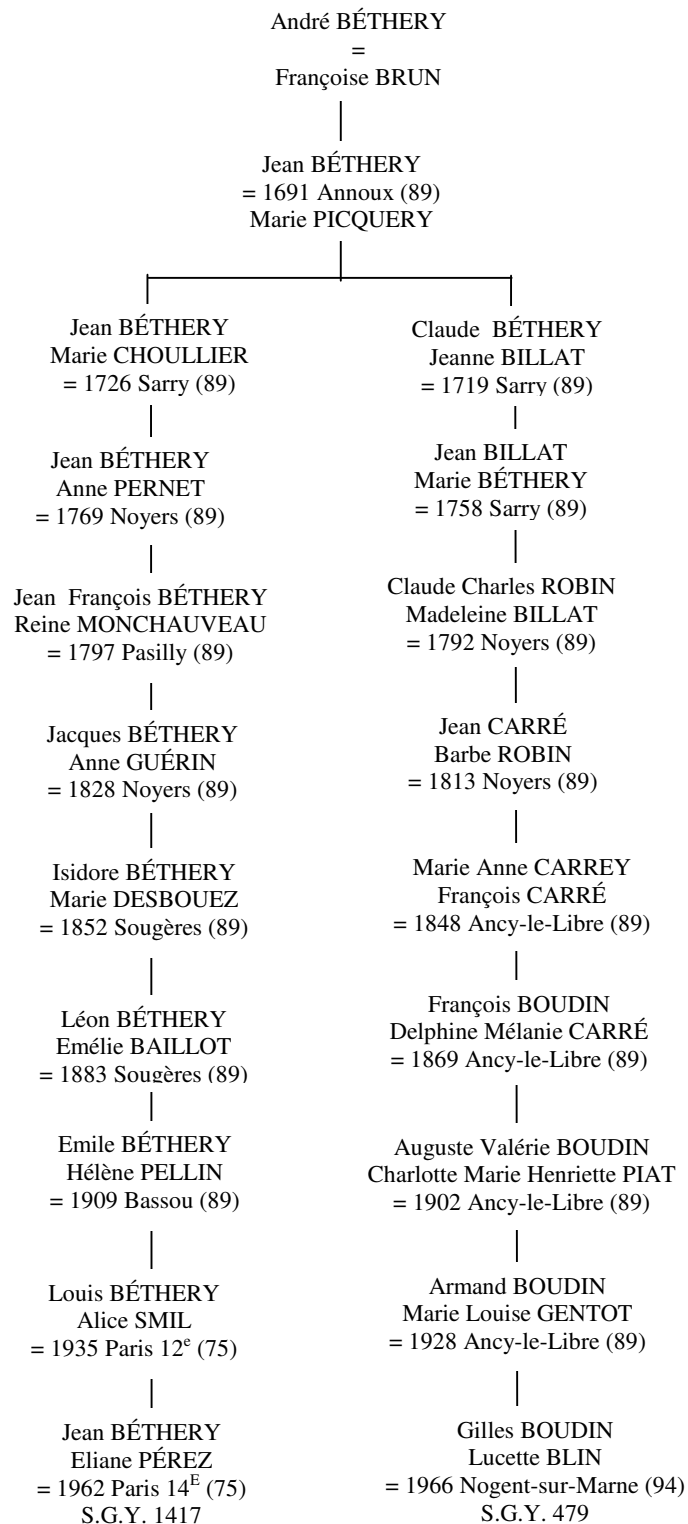 André BÉTHERY
=
Françoise BRUN
Jean BÉTHERY
= 1691 Annoux (89)
Marie PICQUERY
Jean BÉTHERY
Marie CHOULLIER
= 1726 Sarry (89)
Jean BÉTHERY
Anne PERNET
= 1769 Noyers (89)
Jean François BÉTHERY
Reine MONCHAUVEAU
= 1797 Pasilly (89)
Jacques BÉTHERY
Anne GUÉRIN
= 1828 Noyers (89)
Isidore BÉTHERY
Marie DESBOUEZ
= 1852 Sougères (89)
Léon BÉTHERY
Emélie BAILLOT
= 1883 Sougères (89)
Emile BÉTHERY
Hélène PELLIN
= 1909 Bassou (89)
Louis BÉTHERY
Alice SMIL
= 1935 Paris 12e (75)
Jean BÉTHERY
Eliane PÉREZ
= 1962 Paris 14E (75)
S.G.Y. 1417
Claude BÉTHERY
Jeanne BILLAT
= 1719 Sarry (89)
Jean BILLAT
Marie BÉTHERY
= 1758 Sarry (89)
Claude Charles ROBIN
Madeleine BILLAT
= 1792 Noyers (89)
Jean CARRÉ
Barbe ROBIN
= 1813 Noyers (89)
Marie Anne CARREY
François CARRÉ
= 1848 Ancy-le-Libre (89)
François BOUDIN
Delphine Mélanie CARRÉ
= 1869 Ancy-le-Libre (89)
Auguste Valérie BOUDIN
Charlotte Marie Henriette PIAT
= 1902 Ancy-le-Libre (89)
Armand BOUDIN
Marie Louise GENTOT
= 1928 Ancy-le-Libre (89)
Gilles BOUDIN
Lucette BLIN
= 1966 Nogent-sur-Marne (94)
S.G.Y. 479